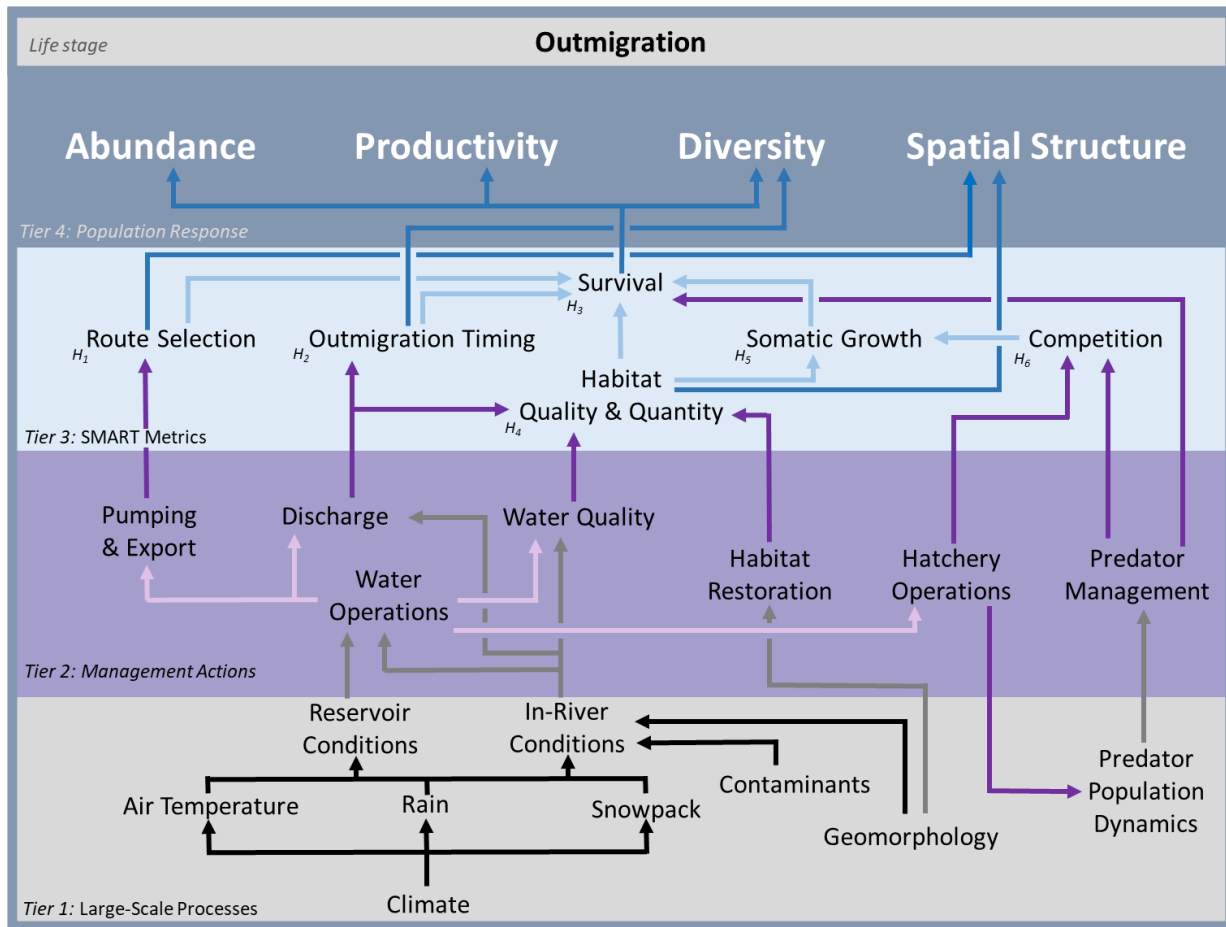 Life stage
Outmigration
Abundance
Productivity
Diversity
Spatial Structure
Tier 4: Population Response
Survival
H3
Route Selection
H1
Outmigration Timing
H2
Somatic Growth
H5
Competition
H6
Habitat
Quality & Quantity
H4
Tier 3: SMART Metrics
Pumping
& Export
Discharge
Water Quality
Water
Operations
Habitat
Restoration
Hatchery
Operations
Predator
Management
Tier 2: Management Actions
Reservoir
Conditions
In-River
Conditions
Contaminants
Predator
Population
Dynamics
Air Temperature
Rain
Snowpack
Geomorphology
Climate
Tier 1: Large-Scale Processes